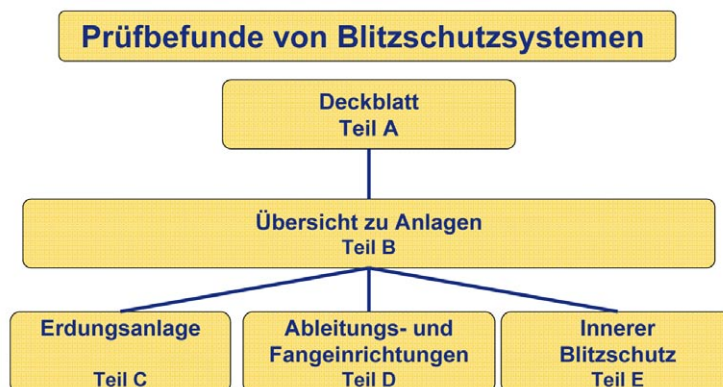 Prüfbefunde von Blitzschutzsystemen
Deckblatt
Teil A
Übersicht zu Anlagen
Teil B
Erdungsanlage
Teil C
Ableitungs- und
Fangeinrichtungen
Teil D
Innerer
Blitzschutz
Teil E